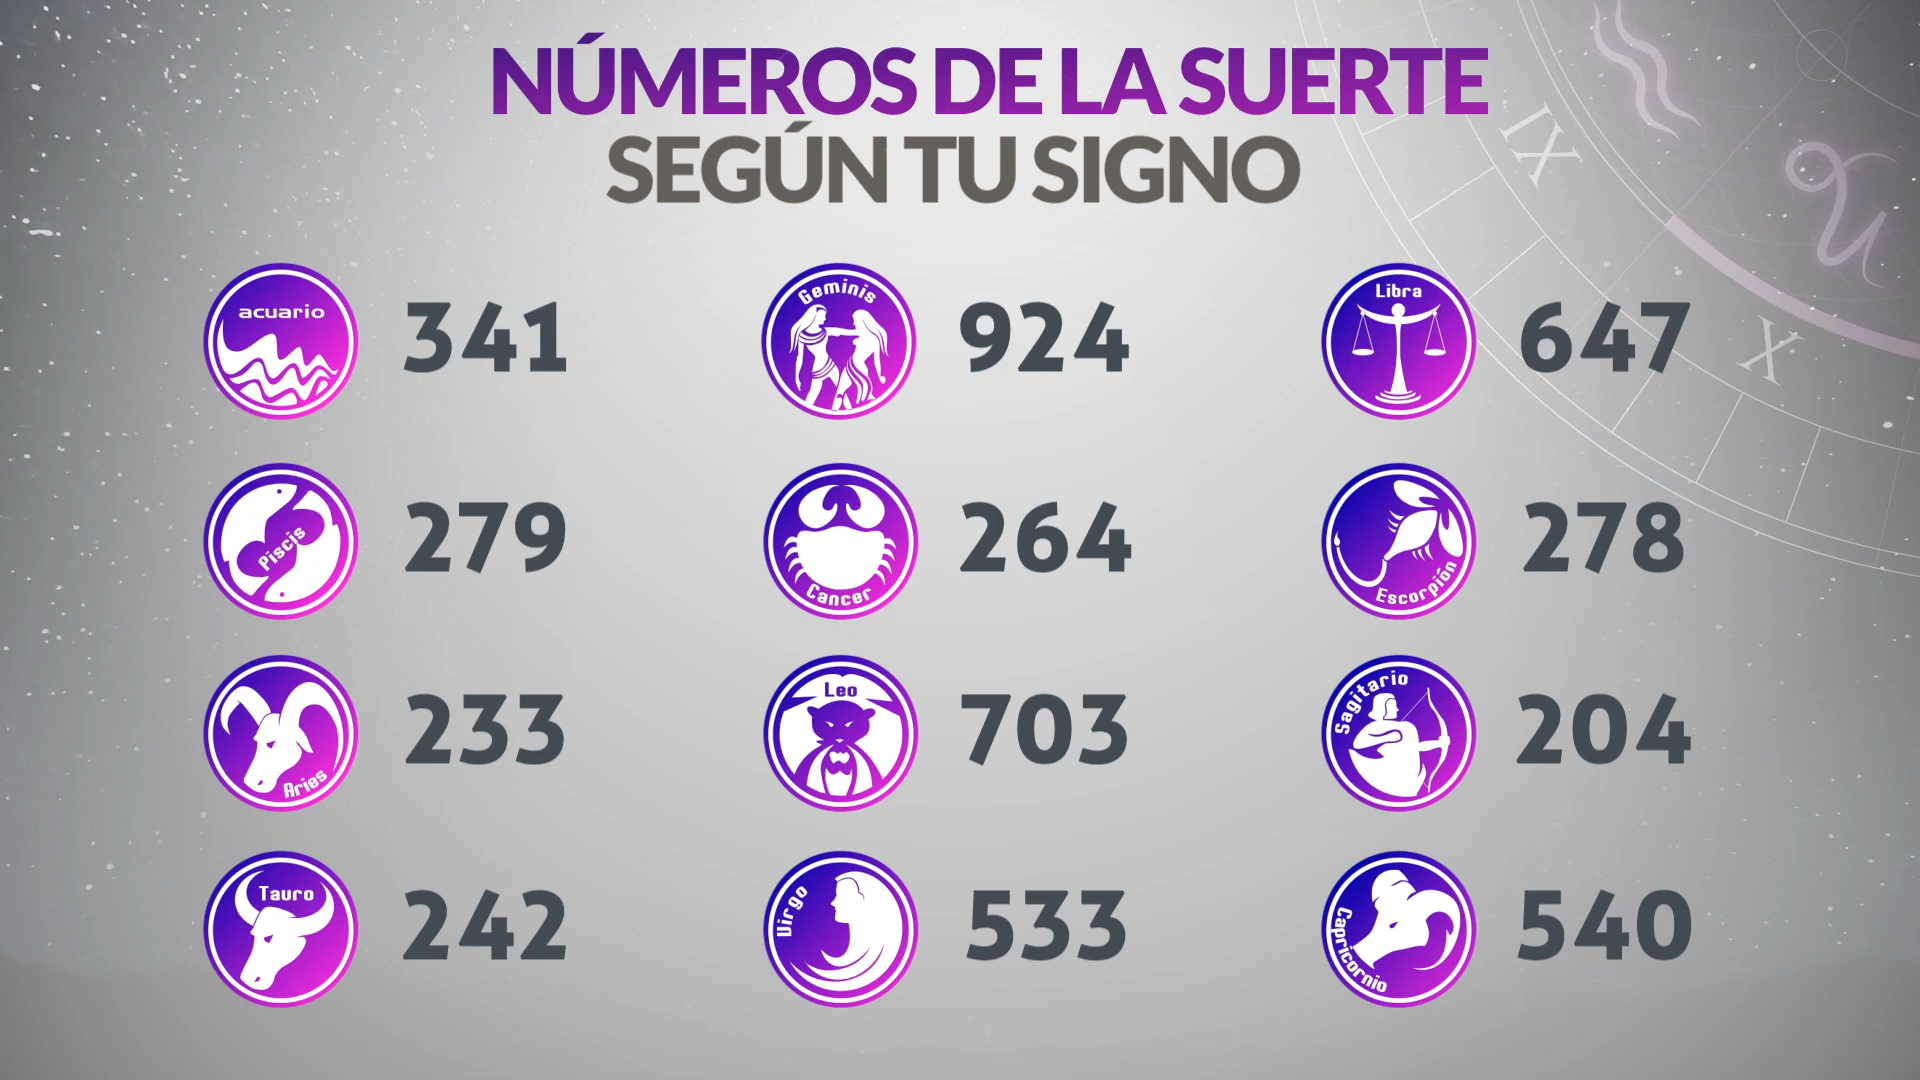 NÚMEROS DE LA SUERTE
SEGÚN TU SIGNO
IX
X
acuario 341
Geminis 924
Libra 647
Piscis 279
Cancer 264
Escorpión 278
Aries 233
Leo 703
Sagitario 204
Tauro 242
Virgo 533
Capricornio 540